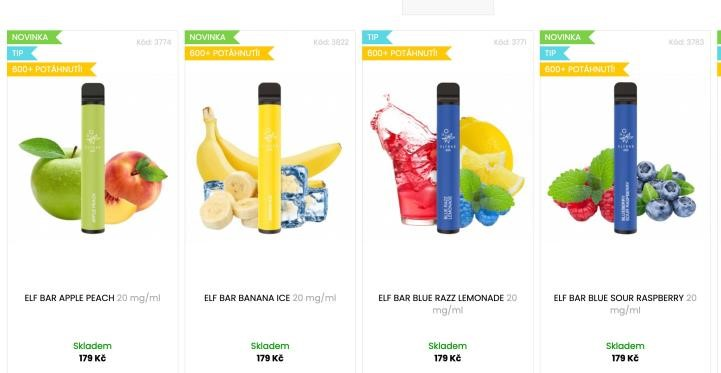 NOVINKA
Kód: 3774
TIP
600+ POTÁHNUTÍ!
APPLE PEACH
ELF BAR APPLE PEACH 20 mg/ml
Skladem
179 Kč
NOVINKA
Kód: 3822
600+ POTÁHNUTÍ!
ELF BAR BANANA ICE 20 mg/ml
Skladem
179 Kč
TIP
Kód: 3771
600+ POTÁHNUTÍ!
BLUE RAZZ
LEMONADE
ELF BAR BLUE RAZZ LEMONADE 20
mg/ml
Skladem
179 Kč
NOVINKA
Kód: 3783
TIP
600+ POTÁHNUTÍ!
BLUEBERRY
SOUR RASPBERRY
ELF BAR BLUE SOUR RASPBERRY 20
mg/ml
Skladem
179 Kč